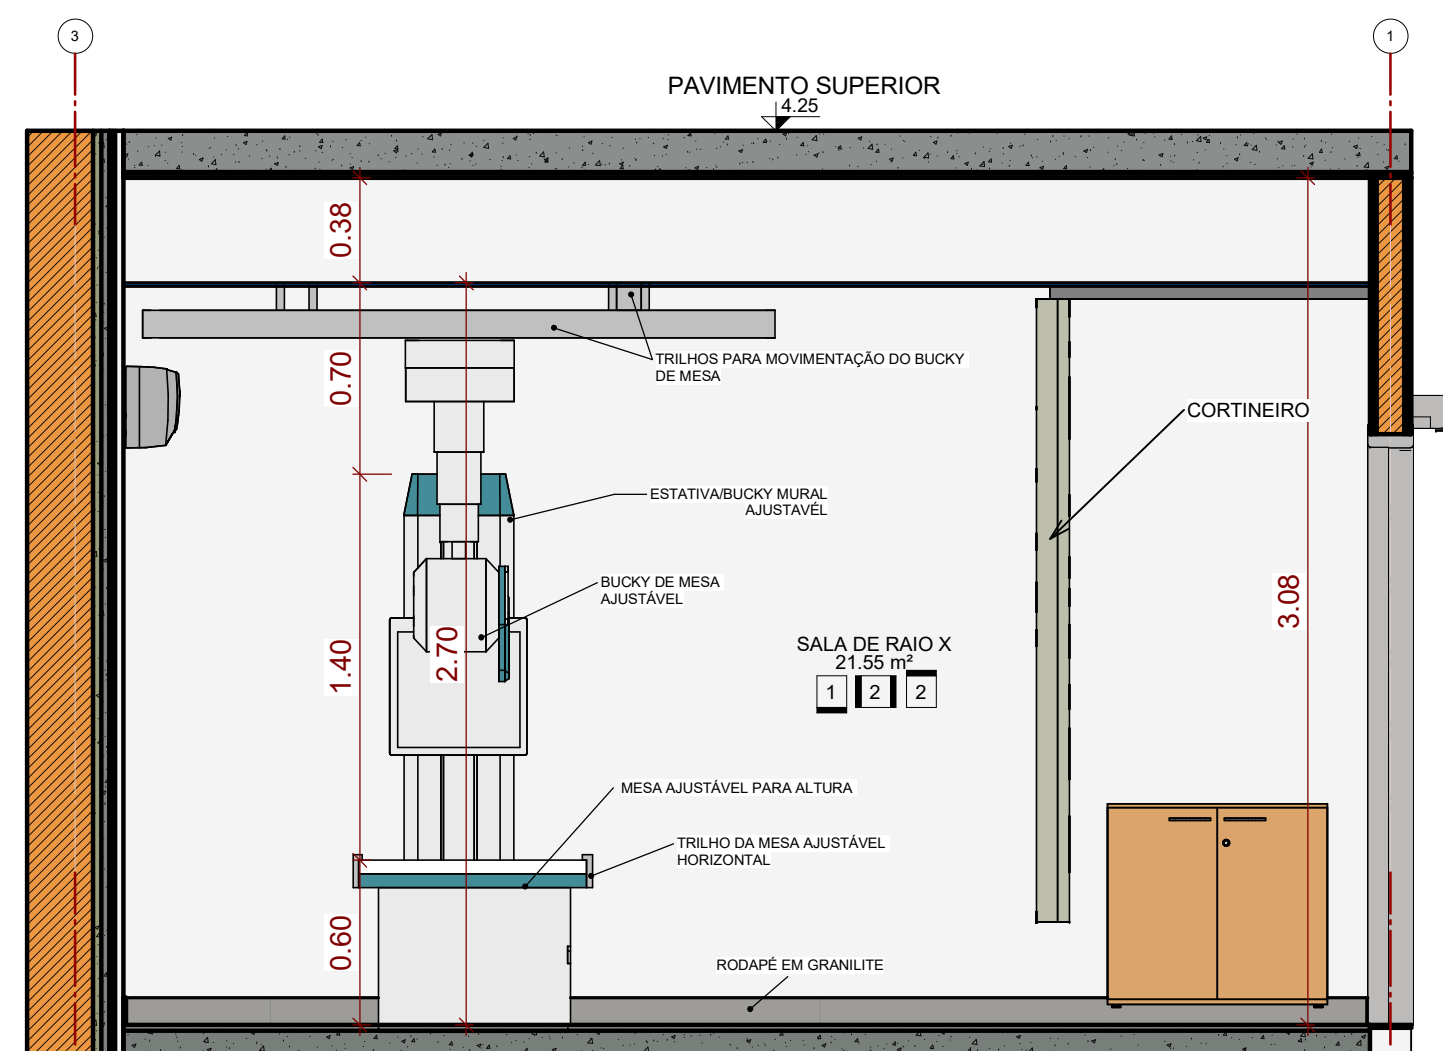 3
1
PAVIMENTO SUPERIOR
4.25
0.38
0.70
TRILHOS PARA MOVIMENTAÇÃO DO BUCKY
DE MESA
CORTINEIRO
ESTATIVA/BUCKY MURAL
AJUSTAVÉL
BUCKY DE MESA
AJUSTÁVEL
3.08
1.40
2.70
SALA DE RAIO X
21.55 m²
1 2 2
MESA AJUSTÁVEL PARA ALTURA
TRILHO DA MESA AJUSTÁVEL
HORIZONTAL
0.60
RODAPÉ EM GRANILITE